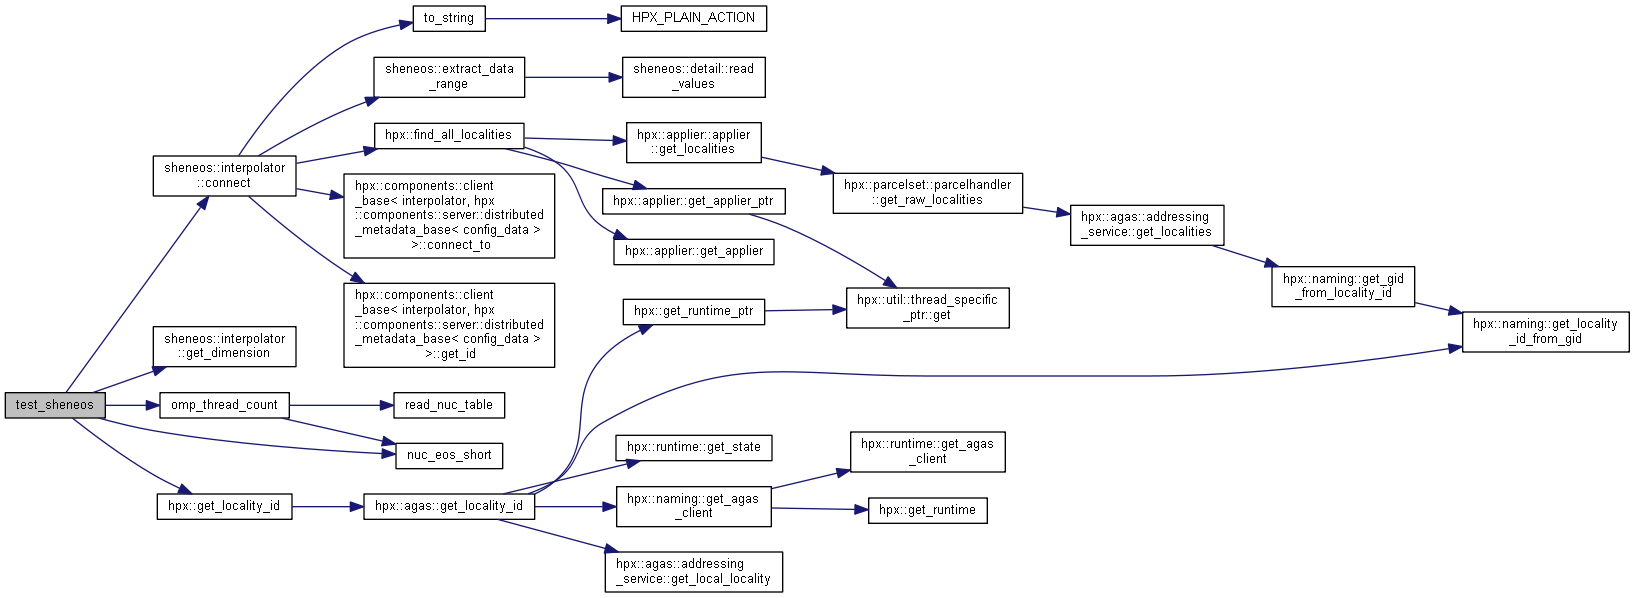 to_string
HPX_PLAIN_ACTION
sheneos::extract_data
_range
sheneos::detail::read
_values
hpx::find_all_localities
hpx::applier::applier
::get_localities
sheneos::interpolator
::connect
hpx::parcelset::parcelhandler
::get_raw_localities
hpx::components::client
_base< interpolator, hpx
::components::server::distributed
_metadata_base< config_data >
>::connect_to
hpx::applier::get_applier_ptr
hpx::agas::addressing
_service::get_localities
hpx::applier::get_applier
hpx::naming::get_gid
_from_locality_id
hpx::components::client
_base< interpolator, hpx
::components::server::distributed
_metadata_base< config_data >
>::get_id
hpx::get_runtime_ptr
hpx::util::thread_specific
_ptr::get
hpx::naming::get_locality
_id_from_gid
sheneos::interpolator
::get_dimension
test_sheneos
omp_thread_count
read_nuc_table
nuc_eos_short
hpx::runtime::get_state
hpx::runtime::get_agas
_client
hpx::get_locality_id
hpx::agas::get_locality_id
hpx::naming::get_agas
_client
hpx::get_runtime
hpx::agas::addressing
_service::get_local_locality